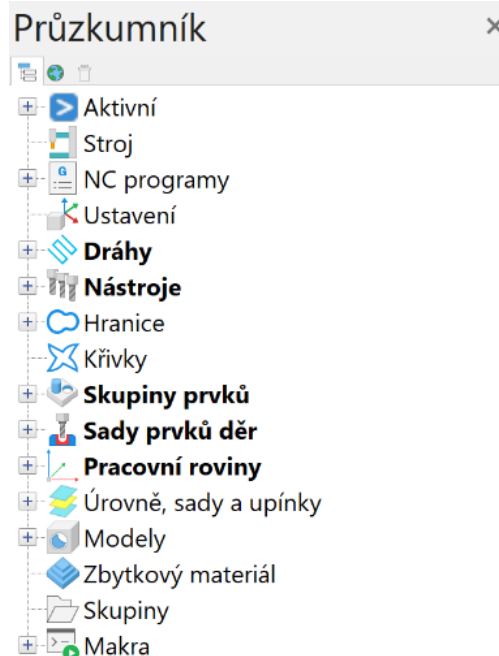 Průzkumník
Aktivní
Stroj
NC programy
Ustavení
Dráhy
Nástroje
Hranice
Křivky
Skupiny prvků
Sady prvků děr
Pracovní roviny
Úrovně, sady a upínky
Modely
Zbytkový materiál
Skupiny
Makra